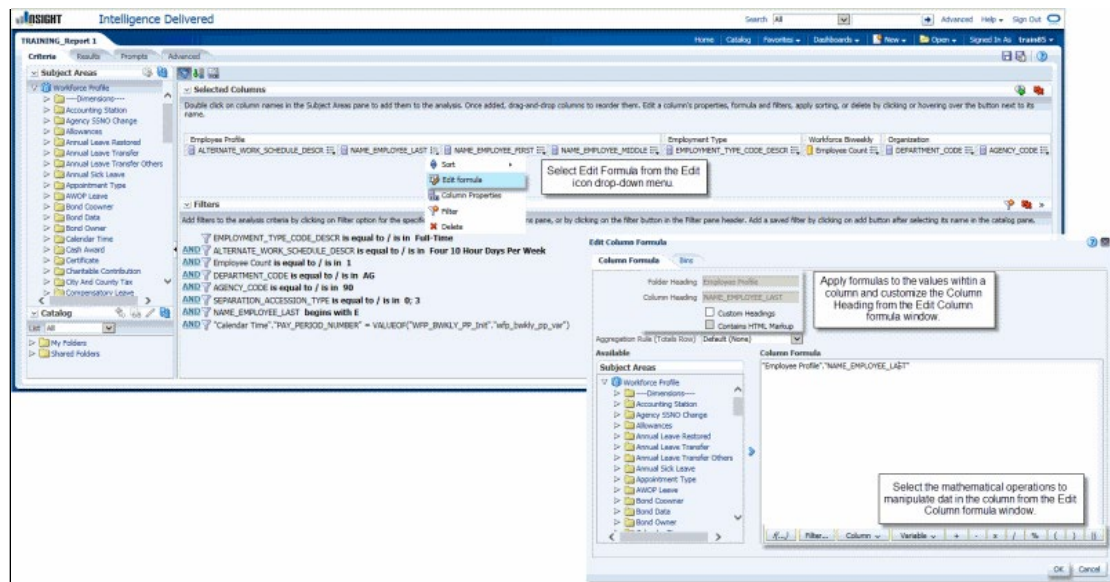 INSIGHT Intelligence Delivered
Search All Advanced Help Sign Out
TRAINING_Report 1
Home Catalog Favorites Dashboards New Open Signed In As train85
Criteria Results Prompts Advanced
Subject Areas
Workforce Profile
----Dimensions----
Accounting Station
Agency SSNO Change
Allowances
Annual Leave Restored
Annual Leave Transfer
Annual Leave Transfer Others
Annual Sick Leave
Appointment Type
AWOP Leave
Bond Coowner
Bond Data
Bond Owner
Calendar Time
Cash Award
Certificate
Charitable Contribution
City And County Tax
Compensatory Leave
Catalog
List All
My Folders
Shared Folders
Selected Columns
Double click on column names in the Subject Areas pane to add them to the analysis. Once added, drag-and-drop columns to reorder them. Edit a column's properties, formula and filters, apply sorting, or delete by clicking or hovering over the button next to its
name.
Employee Profile Employment Type Workforce Biweekly Organization
ALTERNATE_WORK_SCHEDULE_DESCR NAME_EMPLOYEE_LAST NAME_EMPLOYEE_FIRST NAME_EMPLOYEE_MIDDLE EMPLOYMENT_TYPE_CODE_DESCR Employee Count DEPARTMENT_CODE AGENCY_CODE
Sort
Edit formula
Column Properties
Filter
Delete
Select Edit Formula from the Edit
icon drop-down menu.
Filters
Add filters to the analysis criteria by clicking on Filter option for the specifi pane, or by clicking on the filter button in the Filter pane header. Add a saved filter by clicking on add button after selecting its name in the catalog pane.
EMPLOYMENT_TYPE_CODE_DESCR is equal to / is in Full-Time
AND ALTERNATE_WORK_SCHEDULE_DESCR is equal to / is in Four 10 Hour Days Per Week
AND Employee Count is equal to / is in 1
AND DEPARTMENT_CODE is equal to / is in AG
AND AGENCY_CODE is equal to / is in 90
AND SEPARATION_ACCESSION_TYPE is equal to / is in 0; 3
AND NAME_EMPLOYEE_LAST begins with E
AND "Calendar Time"."PAY_PERIOD_NUMBER" = VALUEOF("WFP_BWKLY_PP_Init"."wfp_bwkly_pp_var")
Edit Column Formula
Column Formula Bins
Folder Heading Employee Profile
Column Heading NAME_EMPLOYEE_LAST
Custom Headings
Contains HTML Markup
Aggregation Rule (Totals Row) Default (None)
Apply formulas to the values wihtin a
column and customize the Column
Heading from the Edit Column
formula window.
Available
Subject Areas
Workforce Profile
----Dimensions----
Accounting Station
Agency SSNO Change
Allowances
Annual Leave Restored
Annual Leave Transfer
Annual Leave Transfer Others
Annual Sick Leave
Appointment Type
AWOP Leave
Bond Coowner
Bond Data
Bond Owner
Column Formula
"Employee Profile"."NAME_EMPLOYEE_LAST"
Select the mathematical operations to
manipulate dat in the column from the Edit
Column formula window.
f(...) Filter... Column Variable + - x / % ( ) ||
OK Cancel